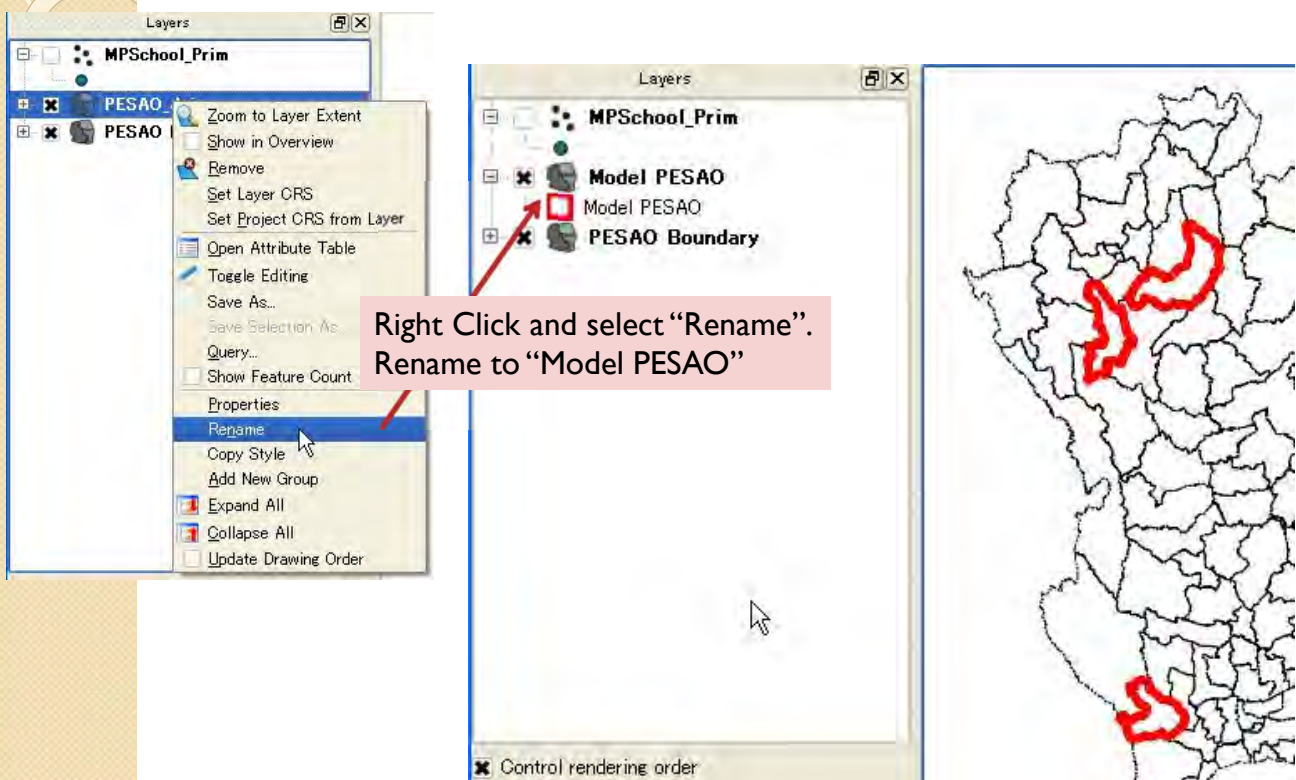 Layers
MPSchool_Prim
PESAO_
PESAO
Zoom to Layer Extent
Show in Overview
Remove
Set Layer CRS
Set Project CRS from Layer
Open Attribute Table
Toggle Editing
Save As...
Save Selection As
Query...
Show Feature Count
Properties
Rename
Copy Style
Add New Group
Expand All
Collapse All
Update Drawing Order
Right Click and select “Rename”.
Rename to “Model PESAO”
Layers
MPSchool_Prim
Model PESAO
Model PESAO
PESAO Boundary
Control rendering order